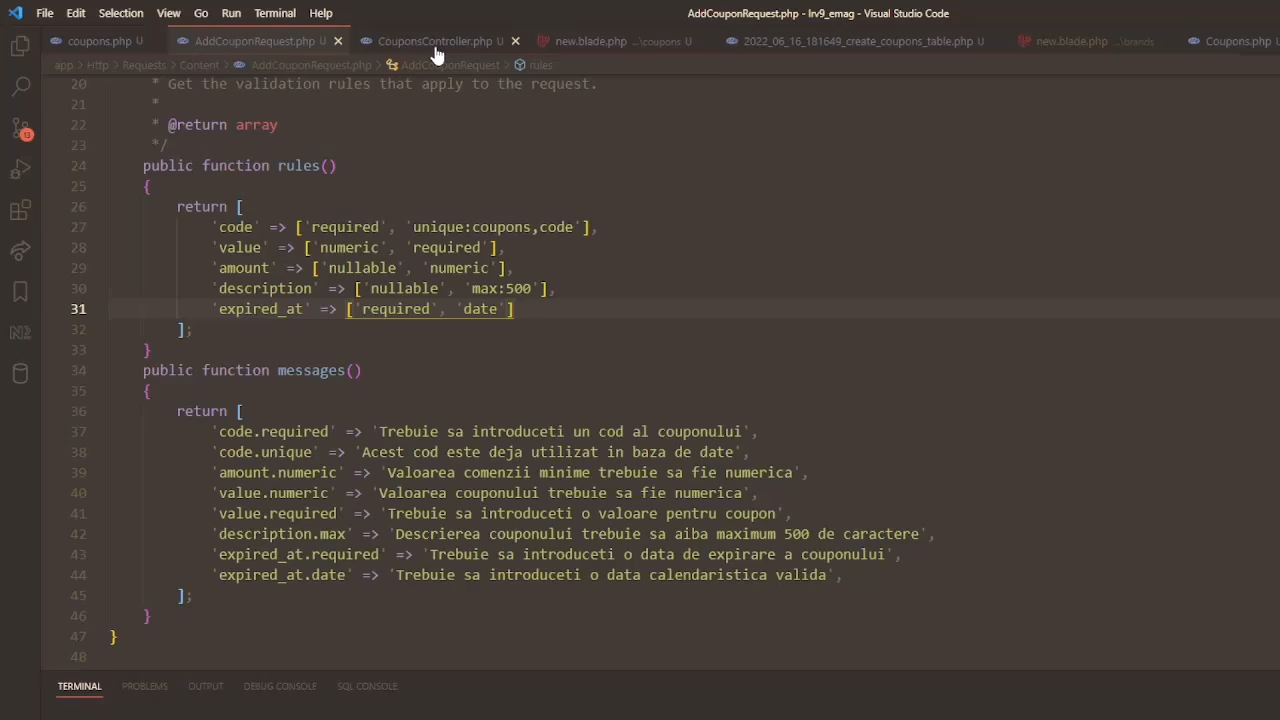 File Edit Selection View Go Run Terminal Help AddCouponRequest.php - lrv9_emag - Visual Studio Code
coupons.php U AddCouponRequest.php U CouponsController.php U new.blade.php ...\coupons U 2022_06_16_181649_create_coupons_table.php U new.blade.php ...\brands Coupons.php U
app > Http > Requests > Content > AddCouponRequest.php > AddCouponRequest > rules
20 * Get the validation rules that apply to the request.
21 *
22 * @return array
23 */
24 public function rules()
25 {
26 return [
27 'code' => ['required', 'unique:coupons,code'],
28 'value' => ['numeric', 'required'],
29 'amount' => ['nullable', 'numeric'],
30 'description' => ['nullable', 'max:500'],
31 'expired_at' => ['required', 'date']
32 ];
33 }
34 public function messages()
35 {
36 return [
37 'code.required' => 'Trebuie sa introduceti un cod al couponului',
38 'code.unique' => 'Acest cod este deja utilizat in baza de date',
39 'amount.numeric' => 'Valoarea comenzii minime trebuie sa fie numerica',
40 'value.numeric' => 'Valoarea couponului trebuie sa fie numerica',
41 'value.required' => 'Trebuie sa introduceti o valoare pentru coupon',
42 'description.max' => 'Descrierea couponului trebuie sa aiba maximum 500 de caractere',
43 'expired_at.required' => 'Trebuie sa introduceti o data de expirare a couponului',
44 'expired_at.date' => 'Trebuie sa introduceti o data calendaristica valida',
45 ];
46 }
47 }
48
13
TERMINAL PROBLEMS OUTPUT DEBUG CONSOLE SQL CONSOLE